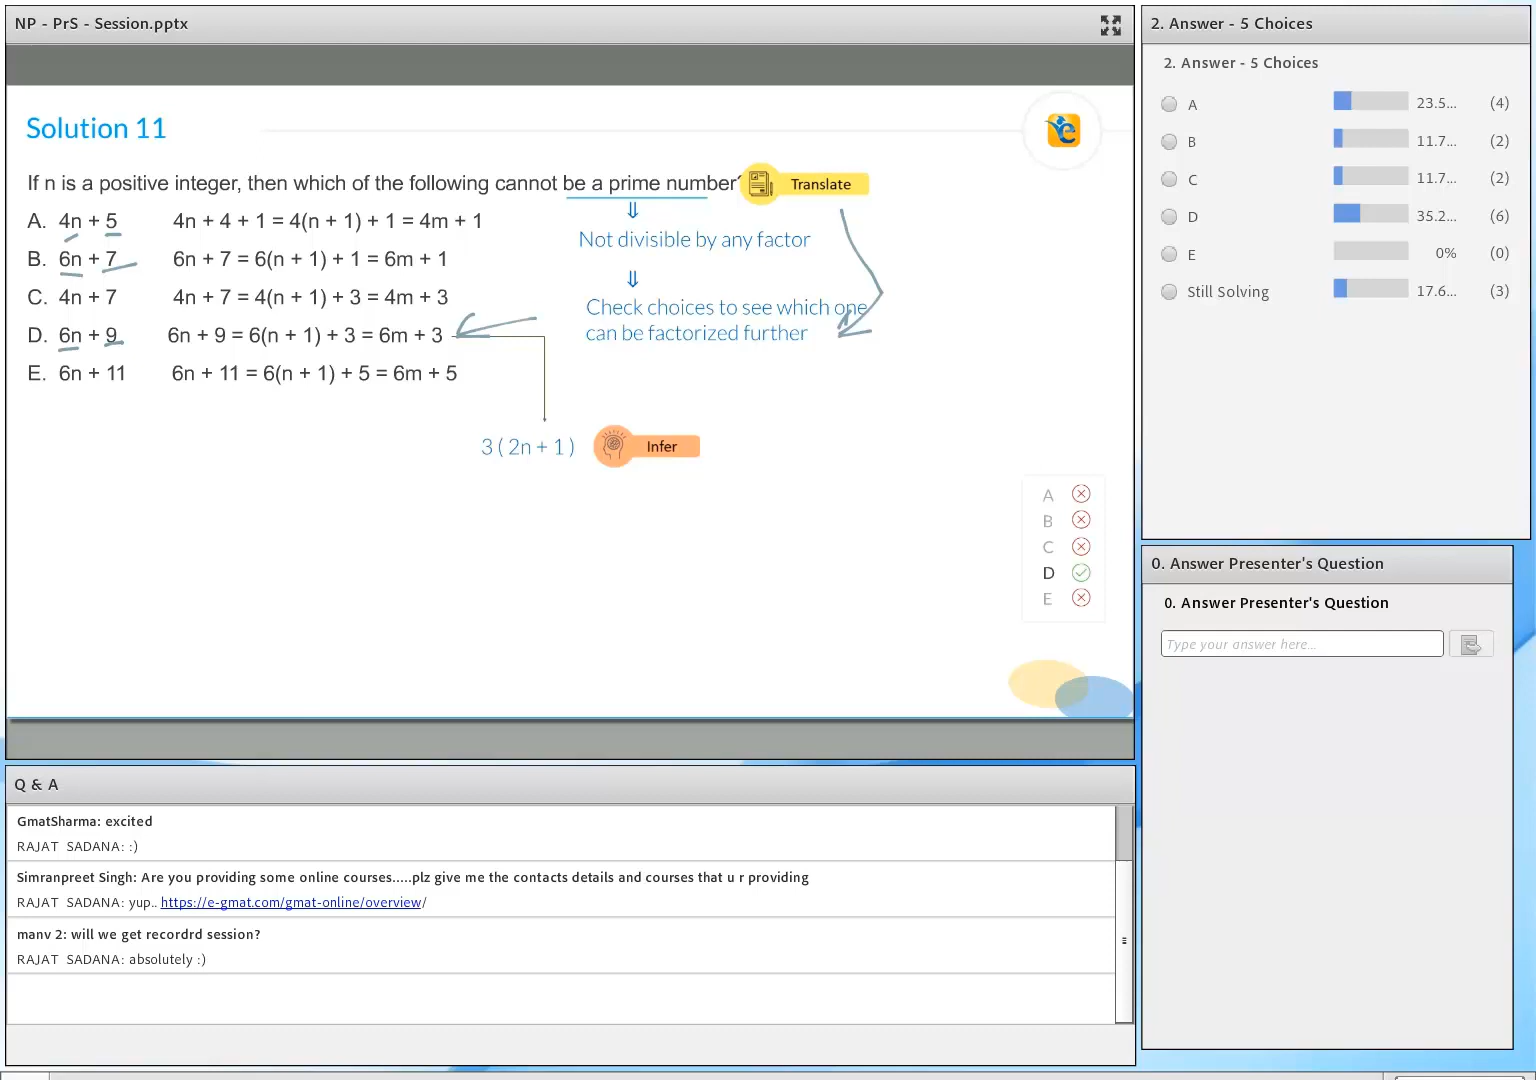 NP - PrS - Session.pptx
Solution 11
If n is a positive integer, then which of the following cannot be a prime number?
Translate
A. 4n + 5 4n + 4 + 1 = 4(n + 1) + 1 = 4m + 1
Not divisible by any factor
B. 6n + 7 6n + 7 = 6(n + 1) + 1 = 6m + 1
C. 4n + 7 4n + 7 = 4(n + 1) + 3 = 4m + 3
Check choices to see which one
can be factorized further
D. 6n + 9 6n + 9 = 6(n + 1) + 3 = 6m + 3
E. 6n + 11 6n + 11 = 6(n + 1) + 5 = 6m + 5
3 ( 2n + 1 )
Infer
A
B
C
D
E
2. Answer - 5 Choices
2. Answer - 5 Choices
A 23.5... (4)
B 11.7... (2)
C 11.7... (2)
D 35.2... (6)
E 0% (0)
Still Solving 17.6... (3)
0. Answer Presenter's Question
0. Answer Presenter's Question
Type your answer here...
Q & A
GmatSharma: excited
RAJAT SADANA: :)
Simranpreet Singh: Are you providing some online courses.....plz give me the contacts details and courses that u r providing
RAJAT SADANA: yup.. https://e-gmat.com/gmat-online/overview/
manv 2: will we get recordrd session?
RAJAT SADANA: absolutely :)